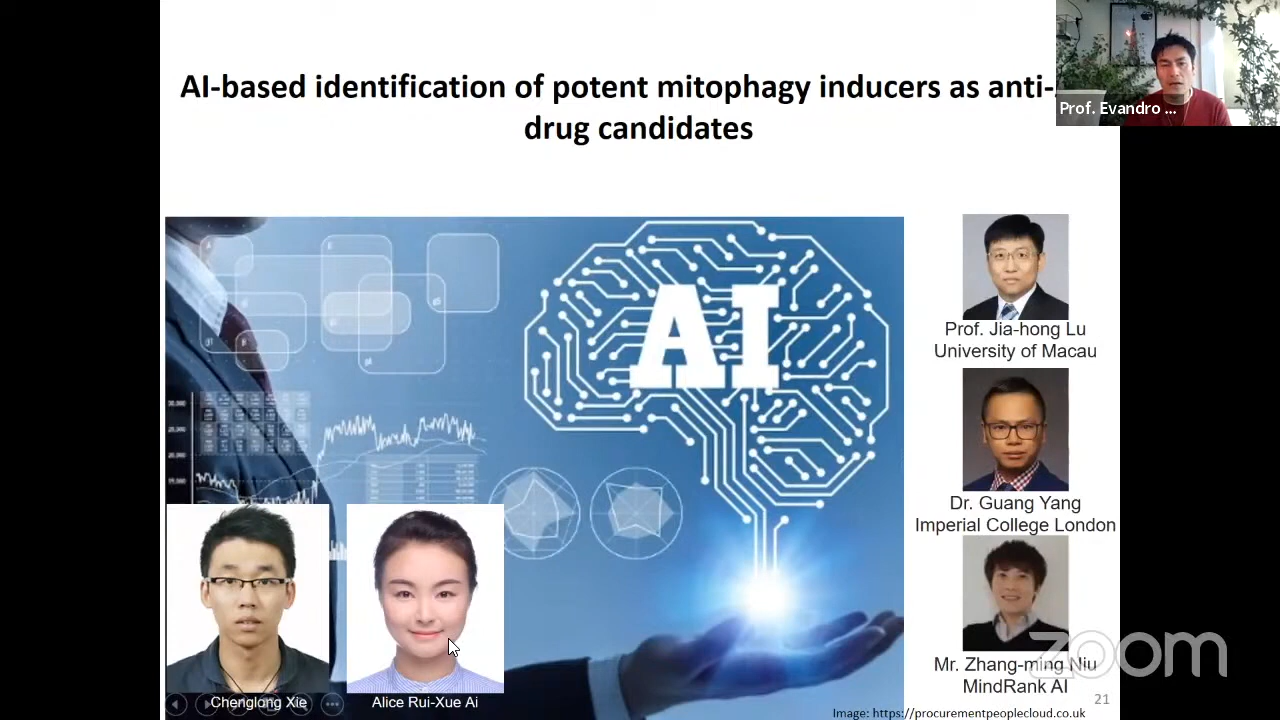 AI-based identification of potent mitophagy inducers as anti-
drug candidates
Prof. Evandro ...
AI
Prof. Jia-hong Lu
University of Macau
Dr. Guang Yang
Imperial College London
Mr. Zhang-ming Niu
MindRank AI
zoom
Chenglong Xie
Alice Rui-Xue Ai
21
Image: https://procurementpeoplecloud.co.uk